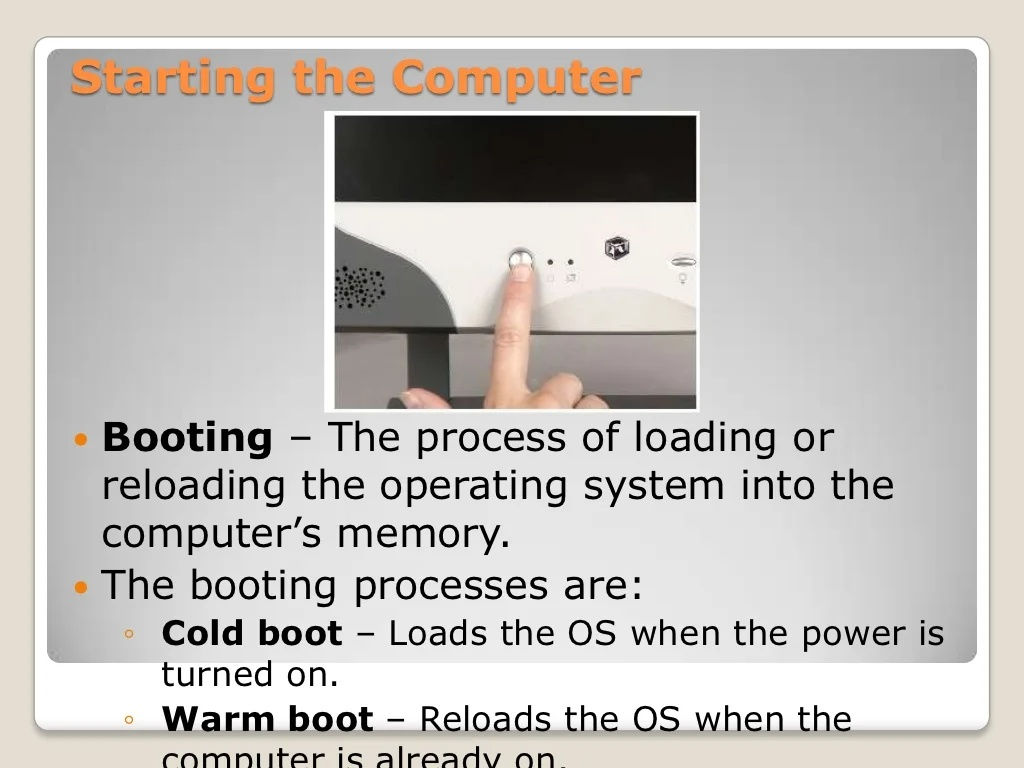 Starting the Computer
• Booting – The process of loading or
reloading the operating system into the
computer’s memory.
• The booting processes are:
◦ Cold boot – Loads the OS when the power is
turned on.
◦ Warm boot – Reloads the OS when the
computer is already on.